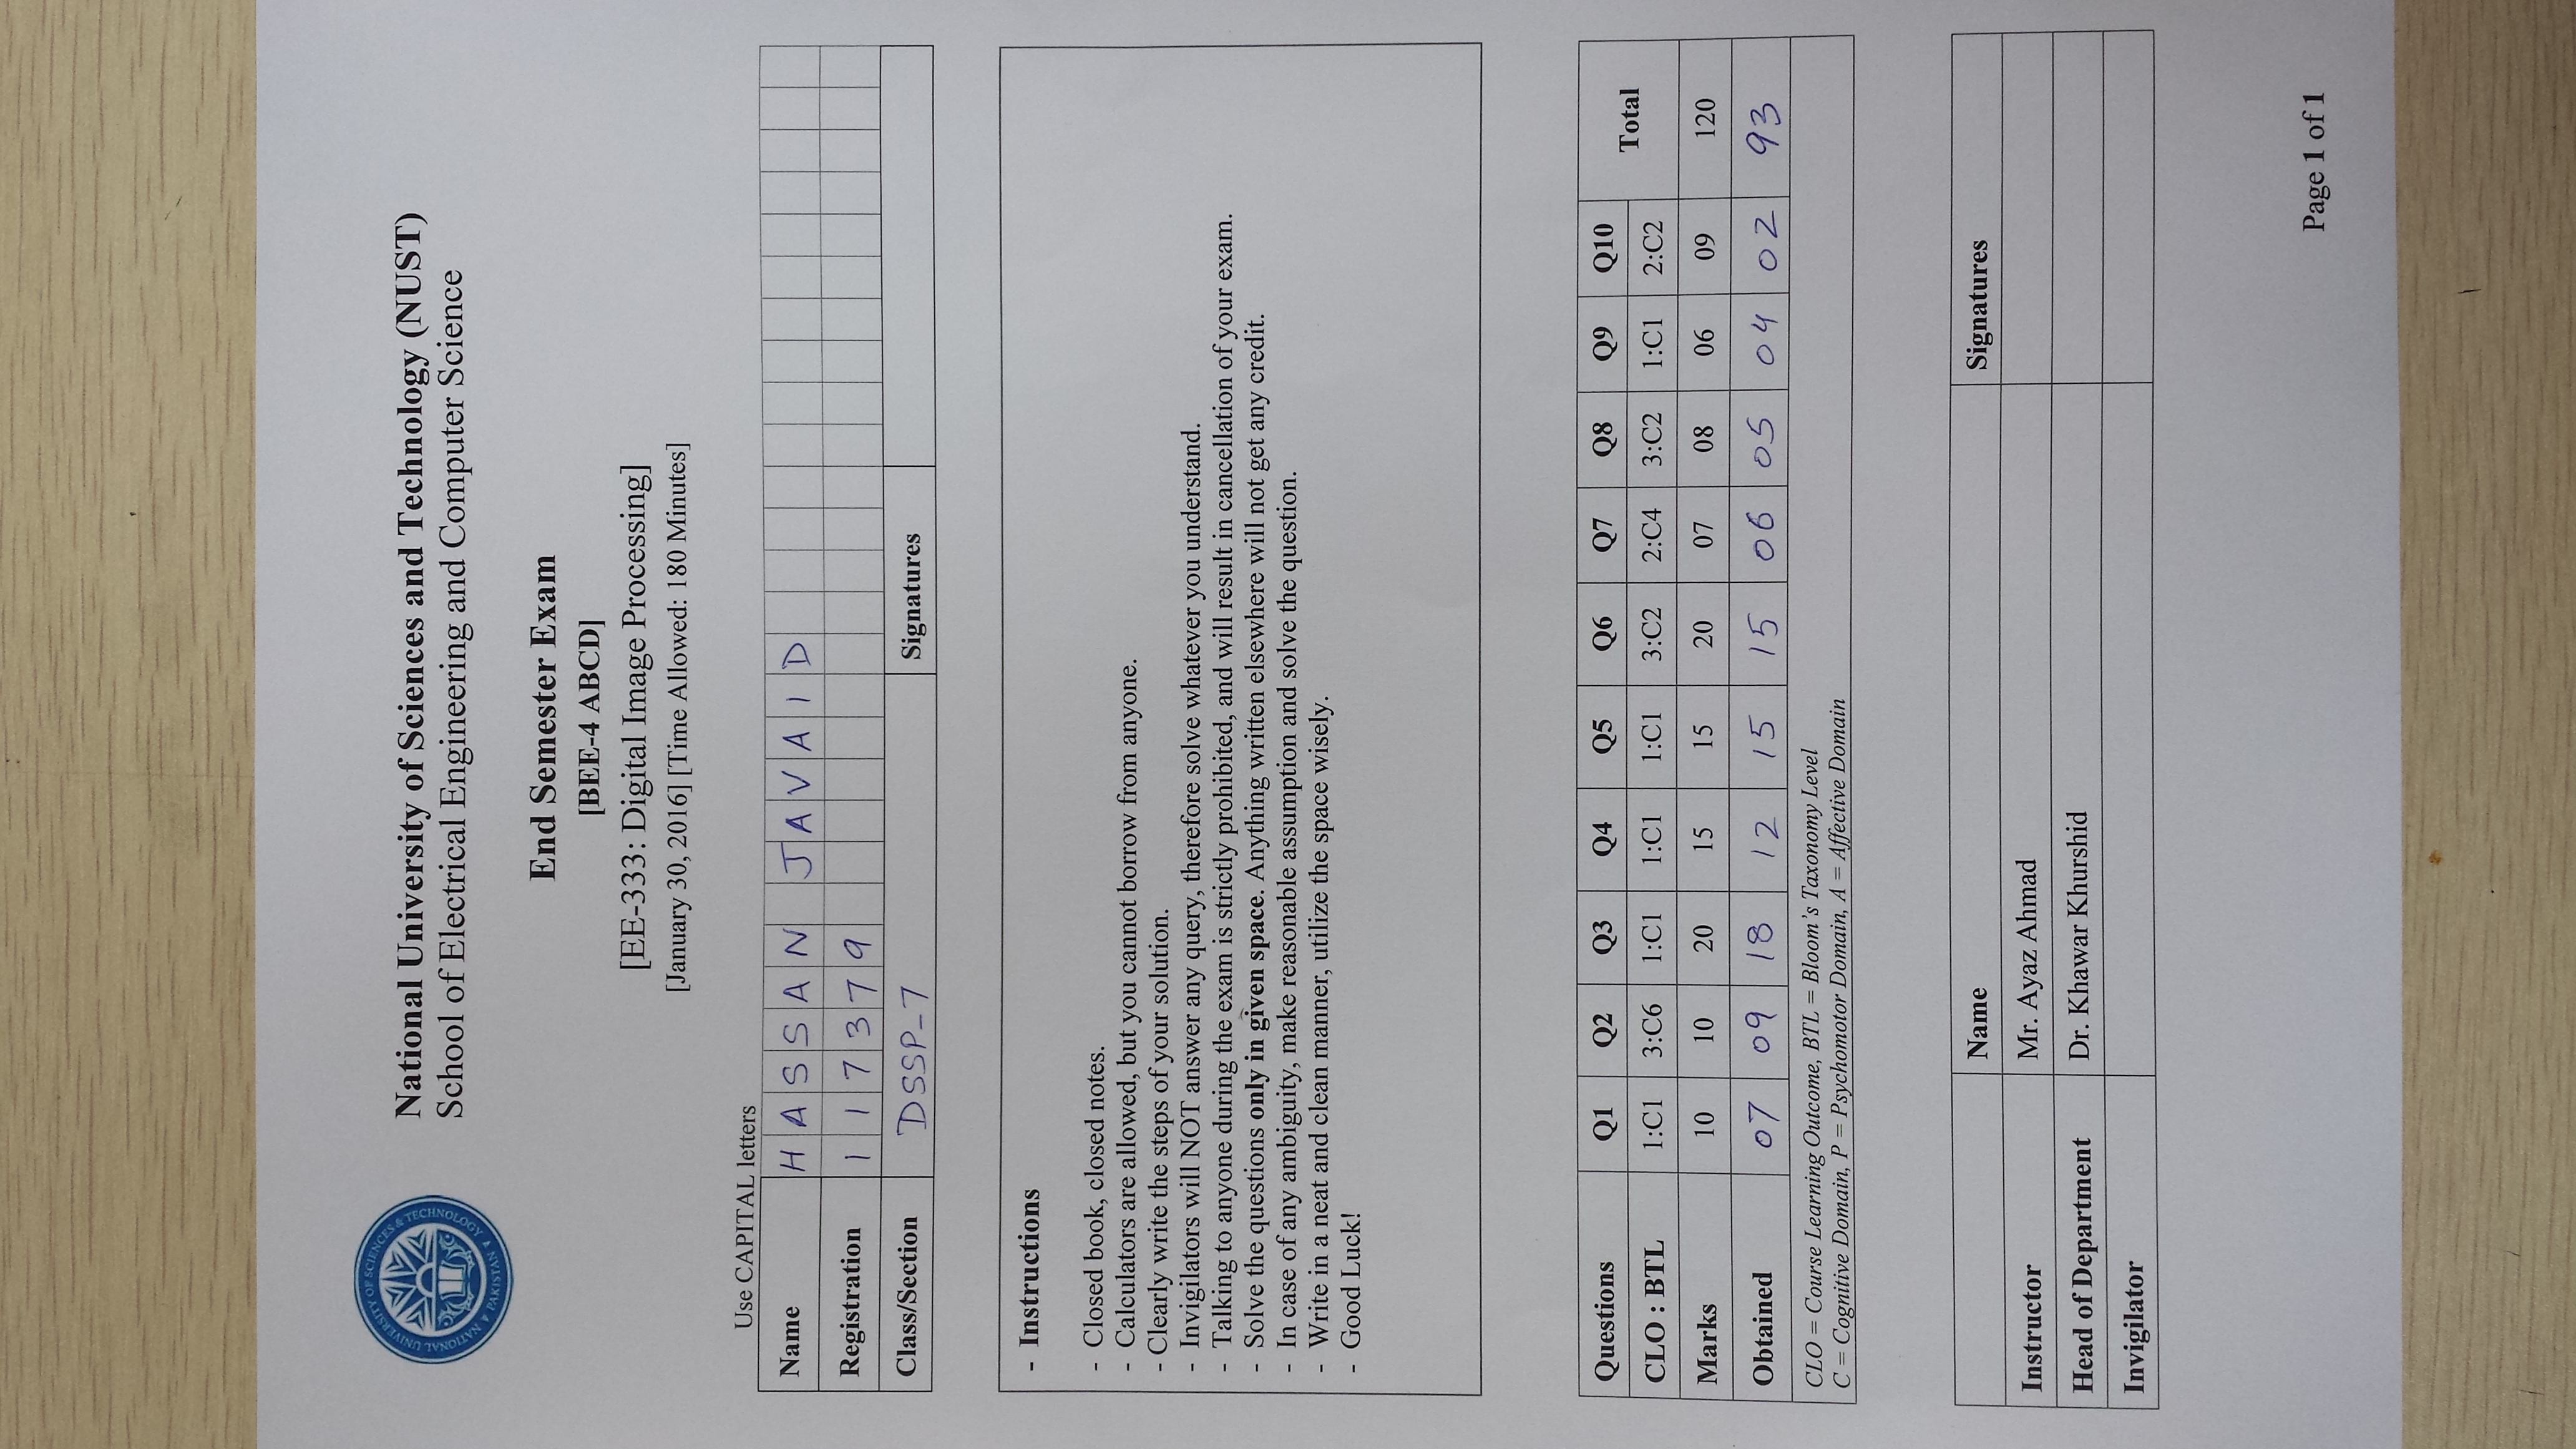 NATIONAL UNIVERSITY OF SCIENCES & TECHNOLOGY
PAKISTAN
National University of Sciences and Technology (NUST)
School of Electrical Engineering and Computer Science
End Semester Exam
[BEE-4 ABCD]
[EE-333: Digital Image Processing]
[January 30, 2016] [Time Allowed: 180 Minutes]
Use CAPITAL letters
Name HASSAN JAVAID
Registration 117379
Class/Section DSSP-7 Signatures
- Instructions
- Closed book, closed notes.
- Calculators are allowed, but you cannot borrow from anyone.
- Clearly write the steps of your solution.
- Invigilators will NOT answer any query, therefore solve whatever you understand.
- Talking to anyone during the exam is strictly prohibited, and will result in cancellation of your exam.
- Solve the questions only in given space. Anything written elsewhere will not get any credit.
- In case of any ambiguity, make reasonable assumption and solve the question.
- Write in a neat and clean manner, utilize the space wisely.
- Good Luck!
Questions Q1 Q2 Q3 Q4 Q5 Q6 Q7 Q8 Q9 Q10 Total
CLO : BTL 1:C1 3:C6 1:C1 1:C1 1:C1 3:C2 2:C4 3:C2 1:C1 2:C2
Marks 10 10 20 15 15 20 07 08 06 09 120
Obtained 07 09 18 12 15 15 06 05 04 02 93
CLO = Course Learning Outcome, BTL = Bloom's Taxonomy Level
C = Cognitive Domain, P = Psychomotor Domain, A = Affective Domain
Name Signatures
Instructor Mr. Ayaz Ahmad
Head of Department Dr. Khawar Khurshid
Invigilator
Page 1 of 1